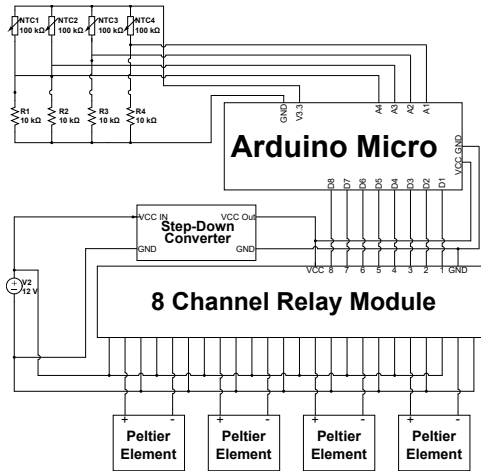 NTC1 NTC2 NTC3 NTC4
100 kΩ 100 kΩ 100 kΩ 100 kΩ
R1 R2 R3 R4
10 kΩ 10 kΩ 10 kΩ 10 kΩ
GND V3.3 A4 A3 A2 A1
Arduino Micro
VCC GND
D8 D7 D6 D5 D4 D3 D2 D1
VCC IN VCC Out
Step-Down
Converter
GND GND
V2
12 V
VCC 8 7 6 5 4 3 2 1 GND
8 Channel Relay Module
+ - + - + - + -
Peltier Peltier Peltier Peltier
Element Element Element Element